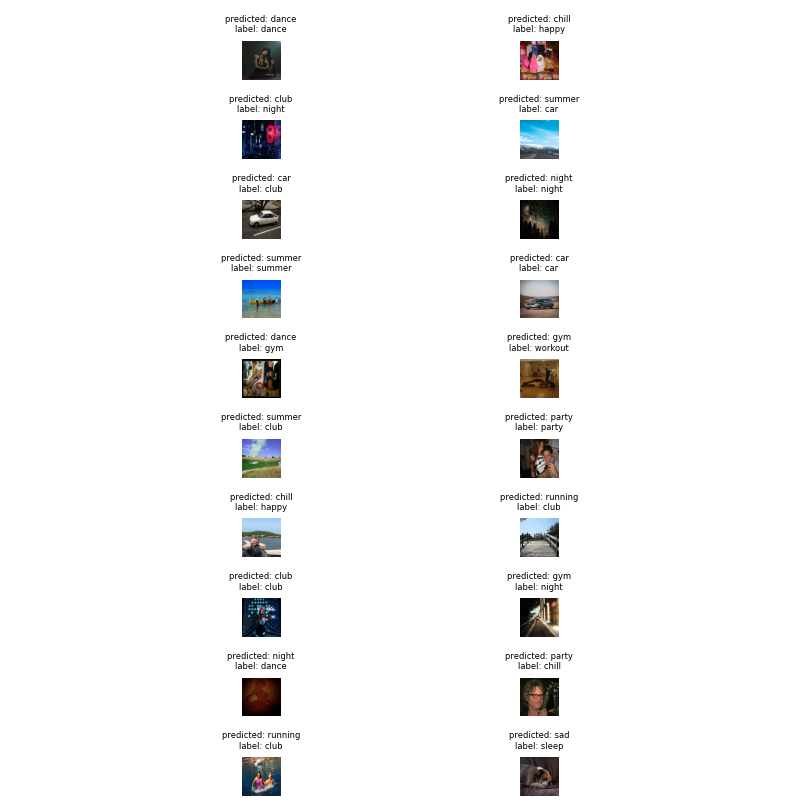 predicted: dance
label: dance
predicted: chill
label: happy
predicted: club
label: night
predicted: summer
label: car
predicted: car
label: club
predicted: night
label: night
predicted: summer
label: summer
predicted: car
label: car
predicted: dance
label: gym
predicted: gym
label: workout
predicted: summer
label: club
predicted: party
label: party
predicted: chill
label: happy
predicted: running
label: club
predicted: club
label: club
predicted: gym
label: night
predicted: night
label: dance
predicted: party
label: chill
predicted: running
label: club
predicted: sad
label: sleep